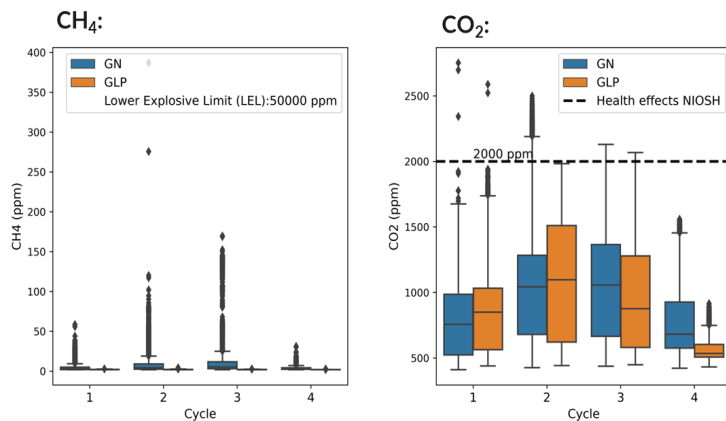 CH₄:
400
350
300
250
200
150
100
50
0
CH4 (ppm)
GN
GLP
Lower Explosive Limit (LEL):50000 ppm
1 2 3 4
Cycle
CO₂:
2500
2000
1500
1000
500
CO2 (ppm)
GN
GLP
Health effects NIOSH
2000 ppm
1 2 3 4
Cycle